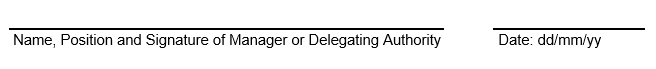 Name, Position and Signature of Manager or Delegating Authority Date: dd/mm/yy